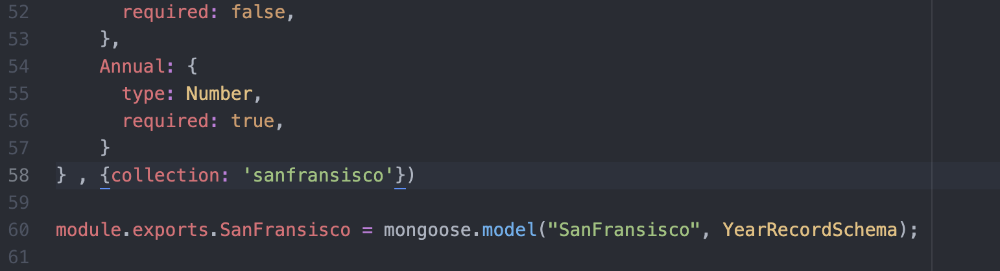 52 required: false,
53 },
54 Annual: {
55 type: Number,
56 required: true,
57 }
58 } , {collection: 'sanfransisco'})
59
60 module.exports.SanFransisco = mongoose.model("SanFransisco", YearRecordSchema);
61